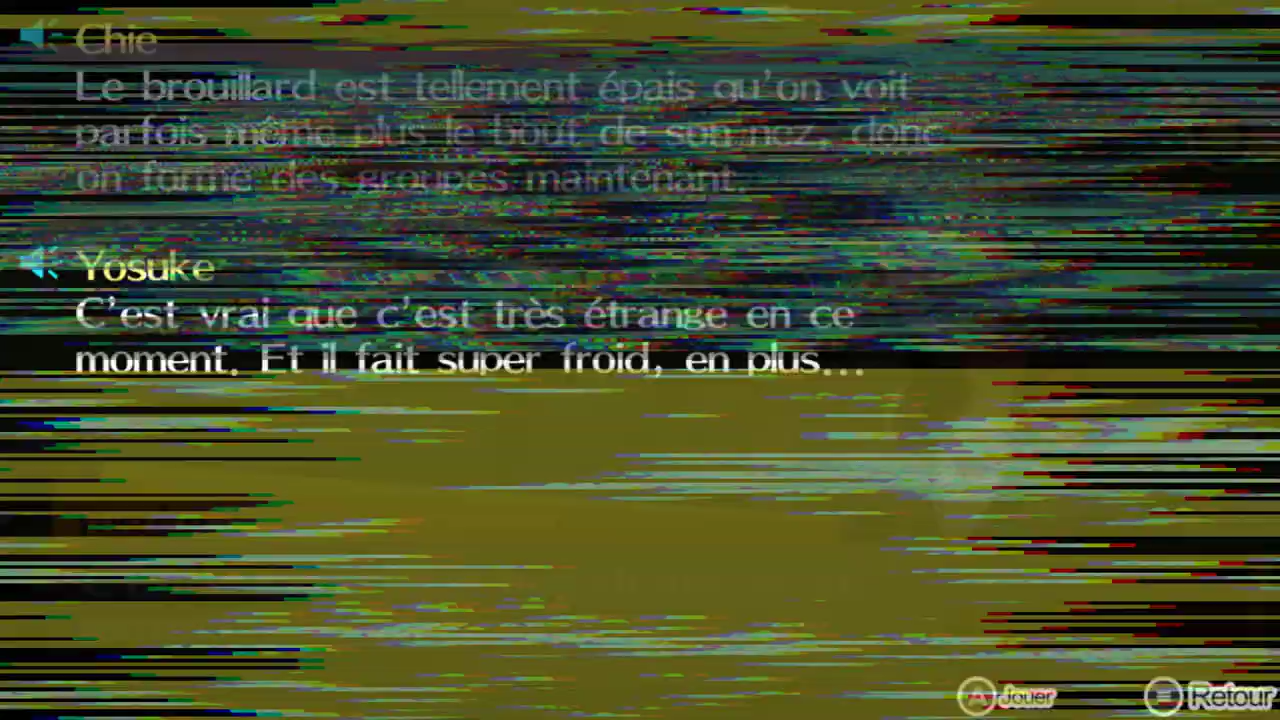 Chie
Le brouillard est tellement épais qu'on voit
parfois même plus le bout de son nez, donc
on forme des groupes maintenant.
Yosuke
C'est vrai que c'est très étrange en ce
moment. Et il fait super froid, en plus...
A Jouer
Retour